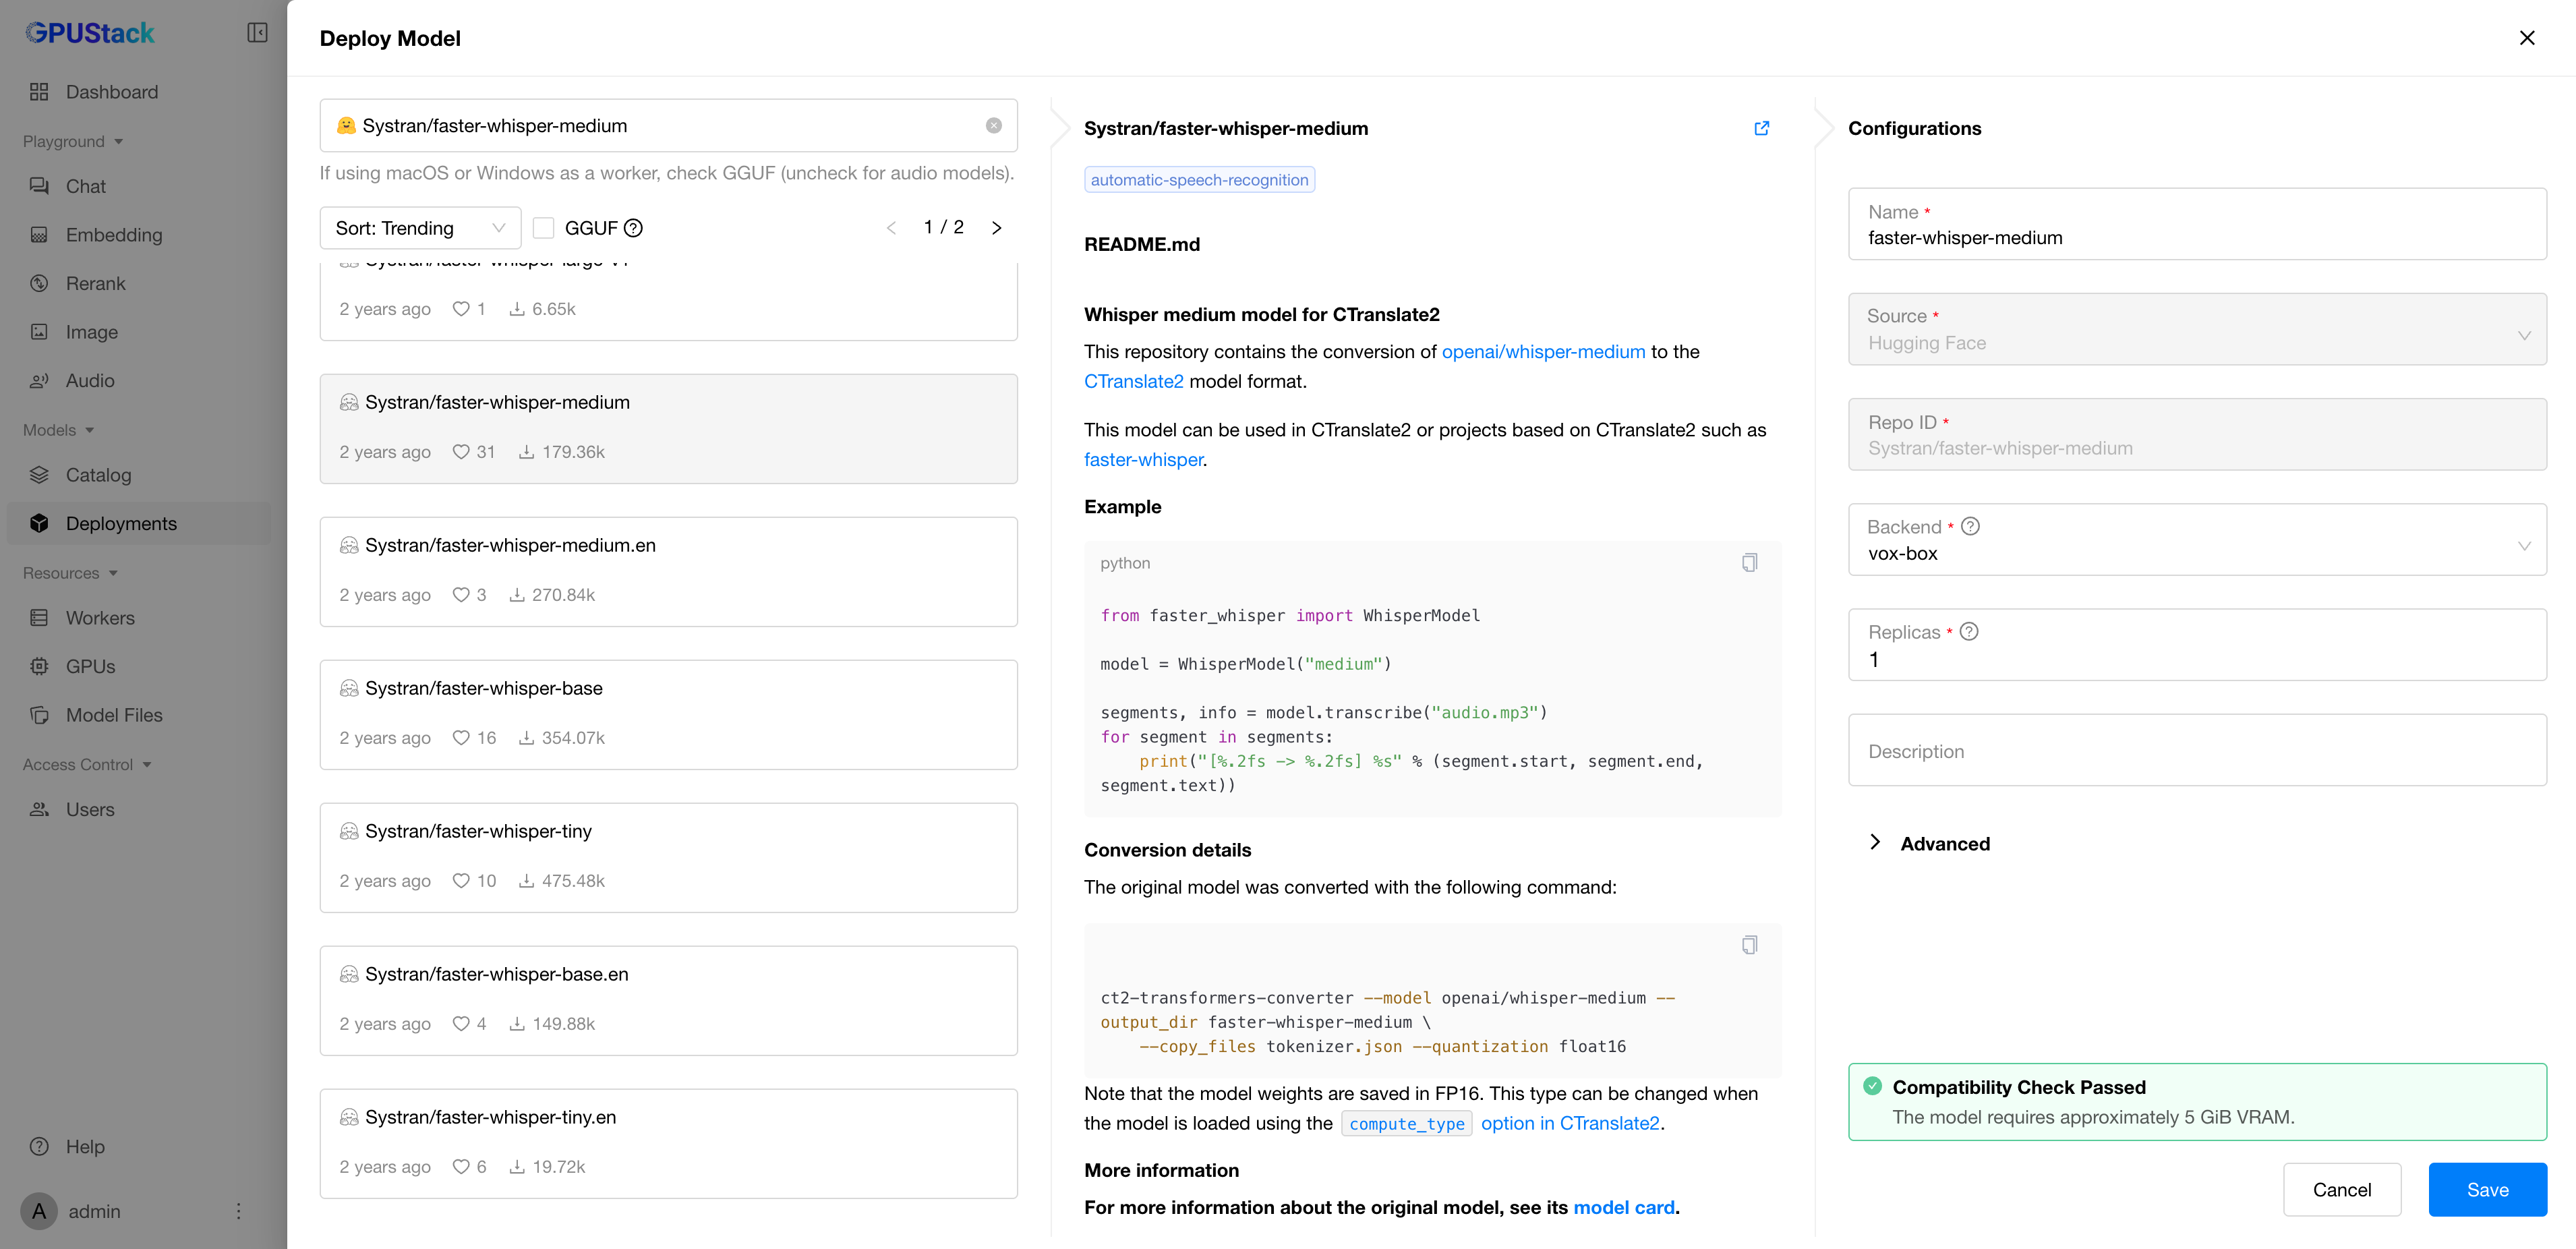 GPUStack
Dashboard
Playground
Chat
Embedding
Rerank
Image
Audio
Models
Catalog
Deployments
Resources
Workers
GPUs
Model Files
Access Control
Users
Help
A admin
Deploy Model
Systran/faster-whisper-medium
If using macOS or Windows as a worker, check GGUF (uncheck for audio models).
Sort: Trending
GGUF
1 / 2
Systran/faster-whisper-large-v1
2 years ago 1 6.65k
Systran/faster-whisper-medium
2 years ago 31 179.36k
Systran/faster-whisper-medium.en
2 years ago 3 270.84k
Systran/faster-whisper-base
2 years ago 16 354.07k
Systran/faster-whisper-tiny
2 years ago 10 475.48k
Systran/faster-whisper-base.en
2 years ago 4 149.88k
Systran/faster-whisper-tiny.en
2 years ago 6 19.72k
Systran/faster-whisper-medium
automatic-speech-recognition
README.md
Whisper medium model for CTranslate2
This repository contains the conversion of openai/whisper-medium to the
CTranslate2 model format.
This model can be used in CTranslate2 or projects based on CTranslate2 such as
faster-whisper.
Example
python
from faster_whisper import WhisperModel
model = WhisperModel("medium")
segments, info = model.transcribe("audio.mp3")
for segment in segments:
    print("[%.2fs -> %.2fs] %s" % (segment.start, segment.end,
segment.text))
Conversion details
The original model was converted with the following command:
ct2-transformers-converter --model openai/whisper-medium --
output_dir faster-whisper-medium \
    --copy_files tokenizer.json --quantization float16
Note that the model weights are saved in FP16. This type can be changed when
the model is loaded using the compute_type option in CTranslate2.
More information
For more information about the original model, see its model card.
Configurations
Name *
faster-whisper-medium
Source *
Hugging Face
Repo ID *
Systran/faster-whisper-medium
Backend *
vox-box
Replicas *
1
Description
Advanced
Compatibility Check Passed
The model requires approximately 5 GiB VRAM.
Cancel
Save